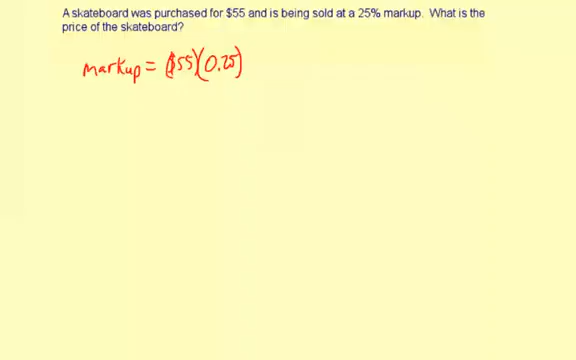 A skateboard was purchased for $55 and is being sold at a 25% markup. What is the
price of the skateboard?
markup = ($55)(0.25)